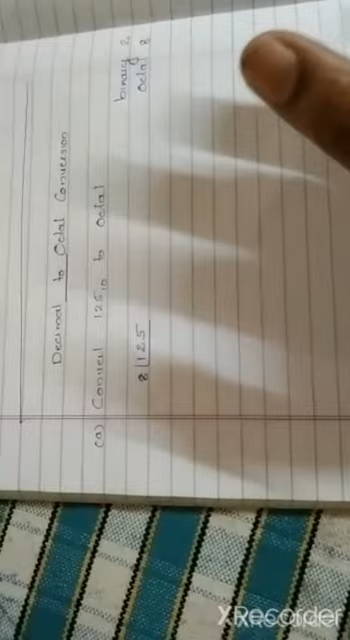 binary 2
Octal 8
Decimal to Octal Conversion
(a) Convert 125₁₀ to Octal
8 | 125
XRecorder